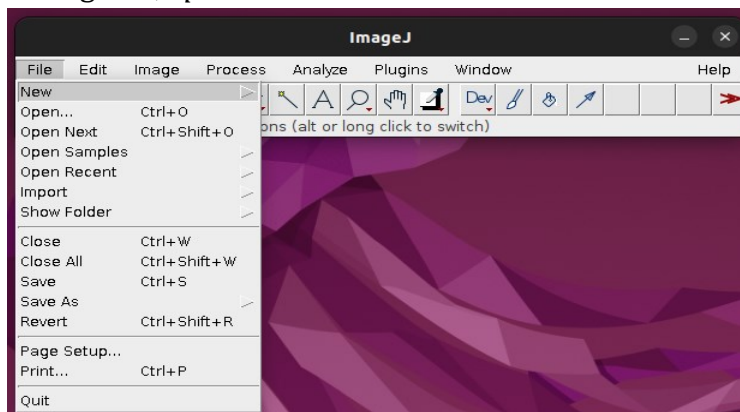 ImageJ
File Edit Image Process Analyze Plugins Window Help
New
Dev
Open... Ctrl+O
ons (alt or long click to switch)
Open Next Ctrl+Shift+O
Open Samples
Open Recent
Import
Show Folder
Close Ctrl+W
Close All Ctrl+Shift+W
Save Ctrl+S
Save As
Revert Ctrl+Shift+R
Page Setup...
Print... Ctrl+P
Quit